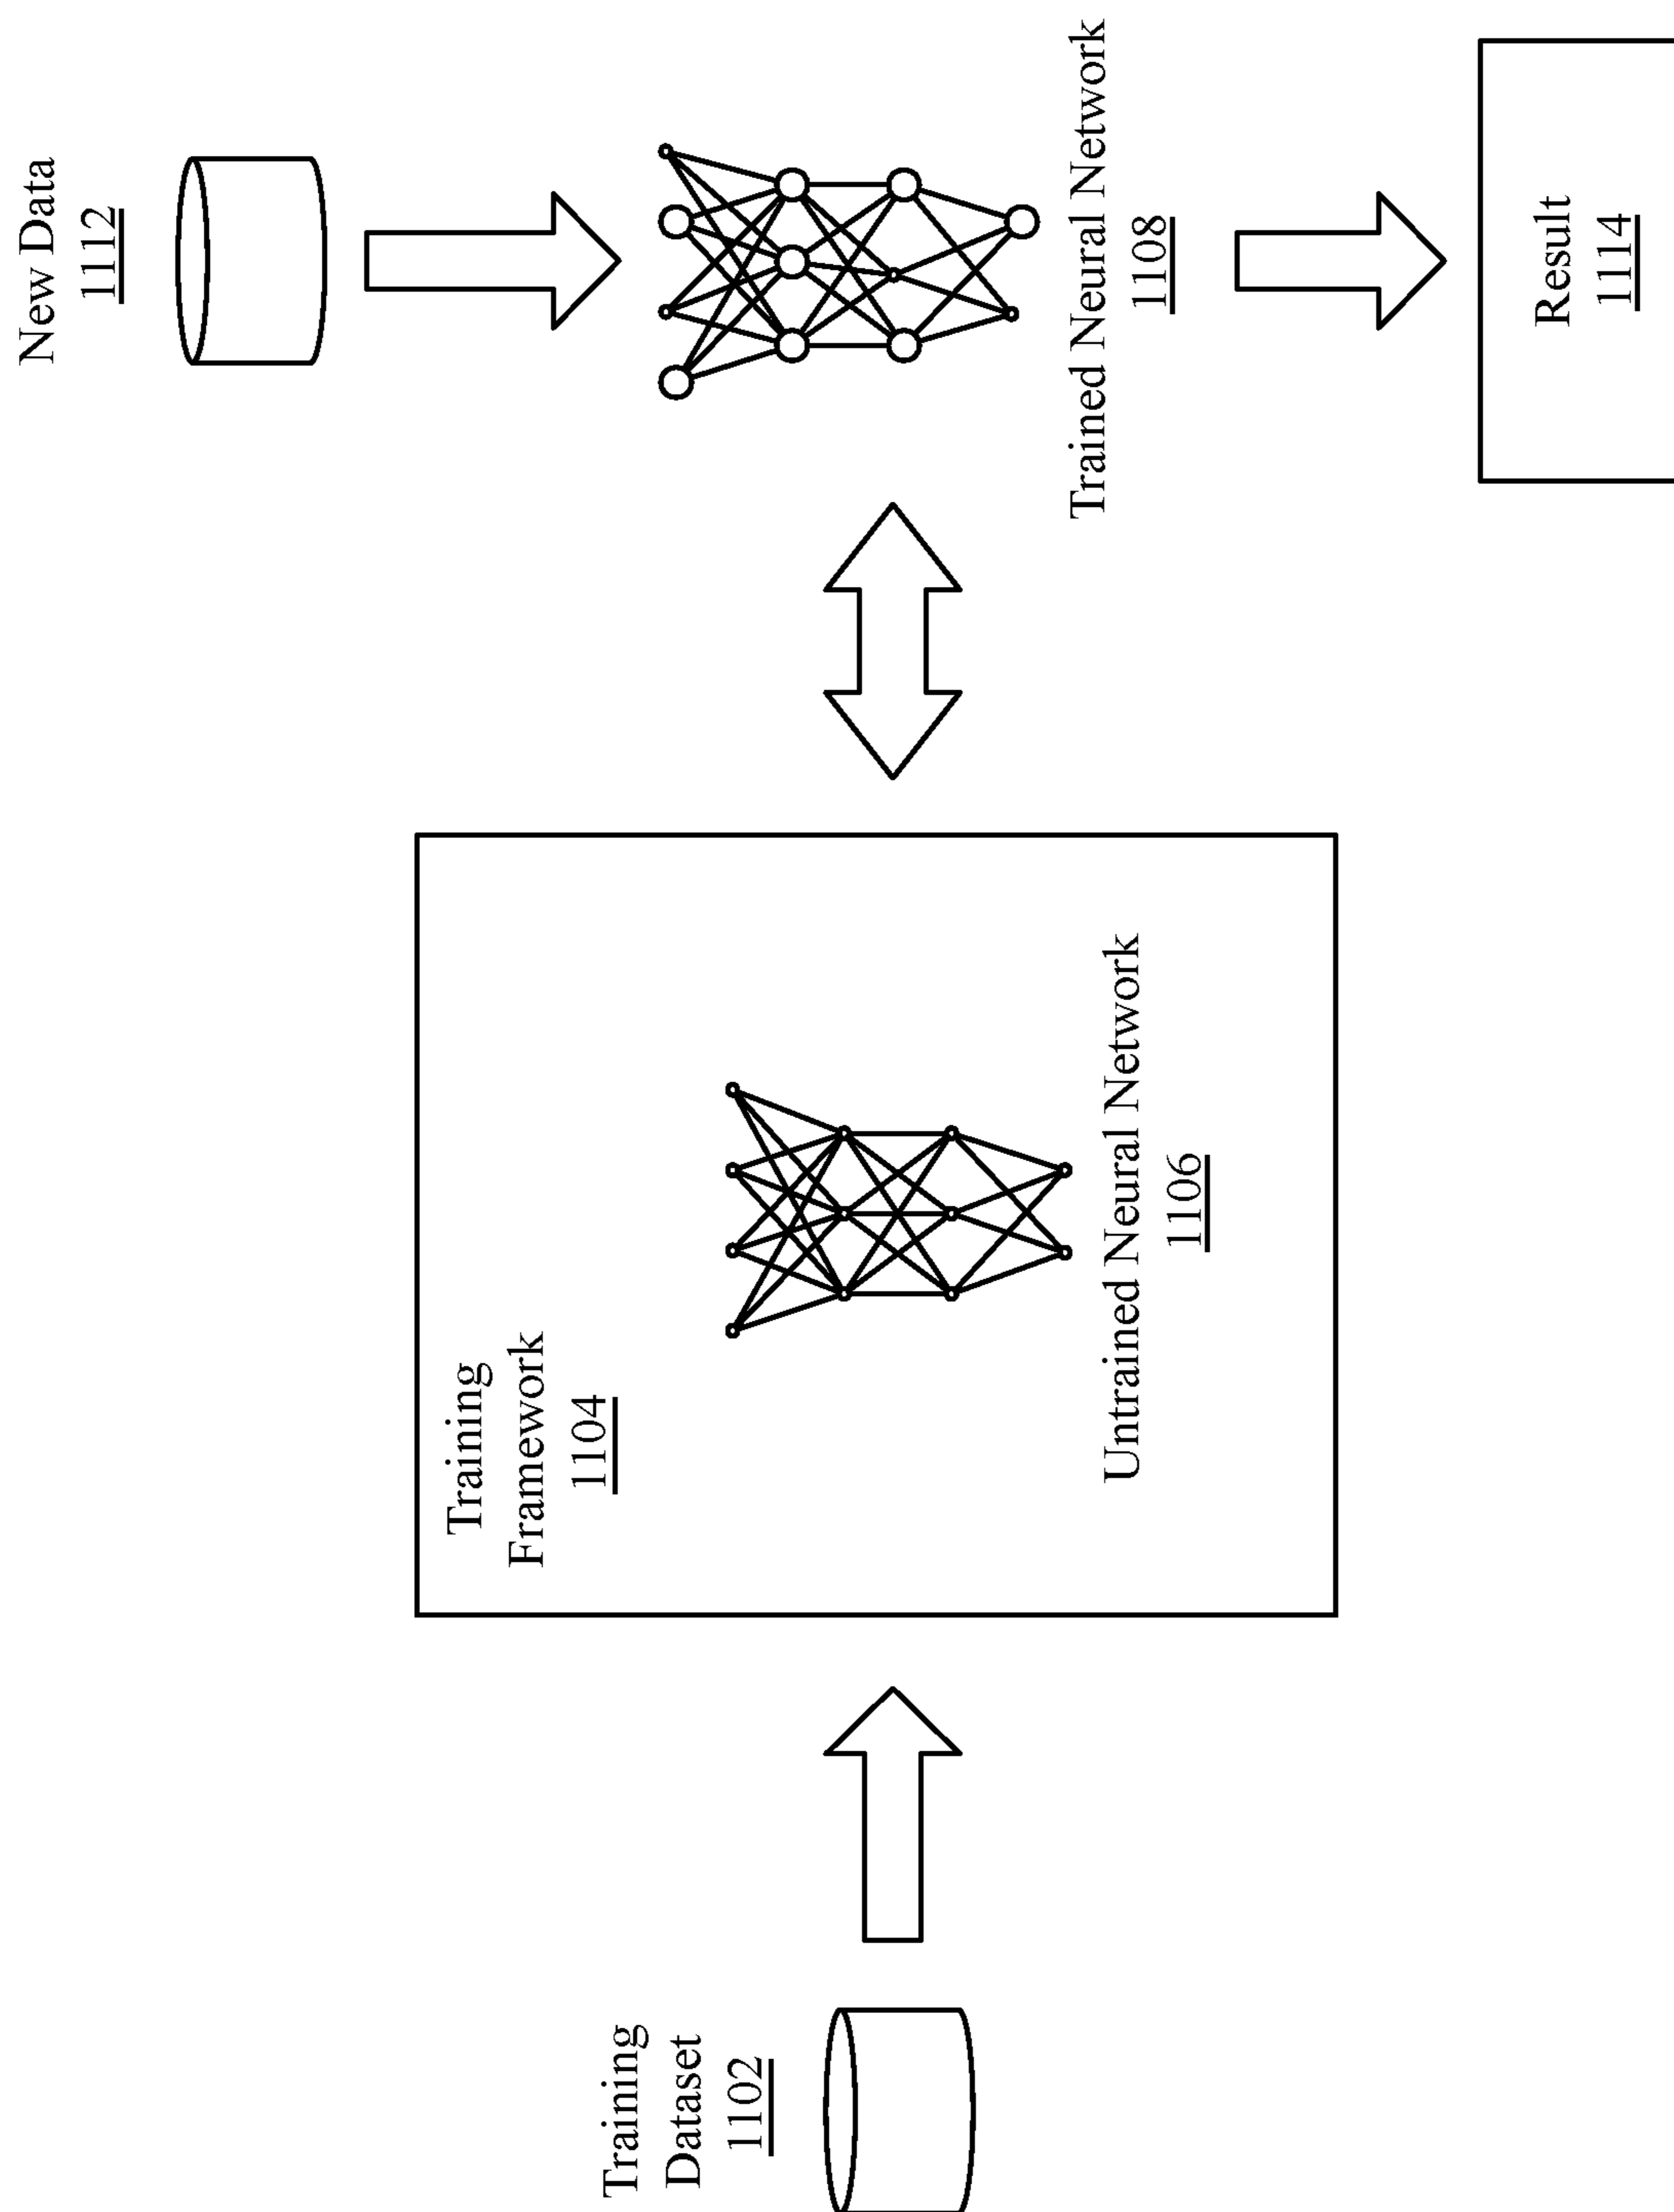 Training
Dataset
1102
Training
Framework
1104
Untrained Neural Network
1106
New Data
1112
Trained Neural Network
1108
Result
1114